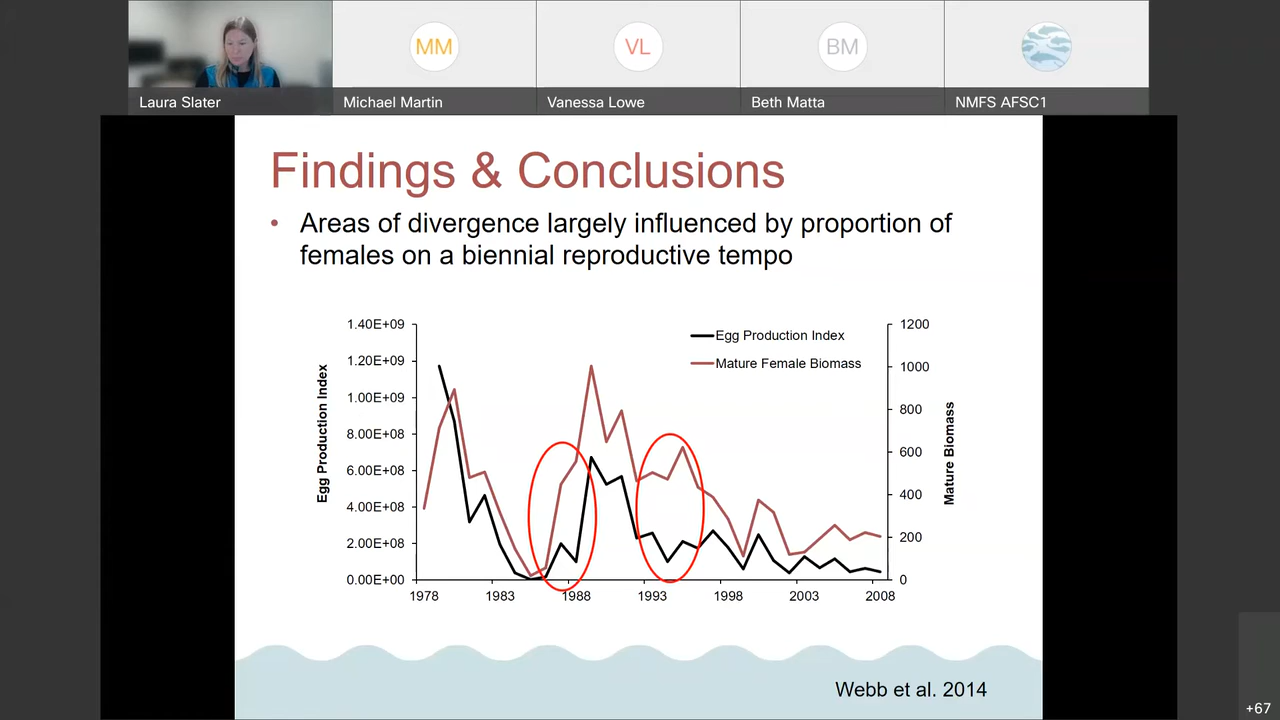 MM
VL
BM
Laura Slater
Michael Martin
Vanessa Lowe
Beth Matta
NMFS AFSC1
Findings & Conclusions
• Areas of divergence largely influenced by proportion of
females on a biennial reproductive tempo
1.40E+09
1.20E+09
1.00E+09
8.00E+08
6.00E+08
4.00E+08
2.00E+08
0.00E+00
Egg Production Index
Egg Production Index
Mature Female Biomass
1200
1000
800
600
400
200
0
Mature Biomass
1978
1983
1988
1993
1998
2003
2008
Webb et al. 2014
+67